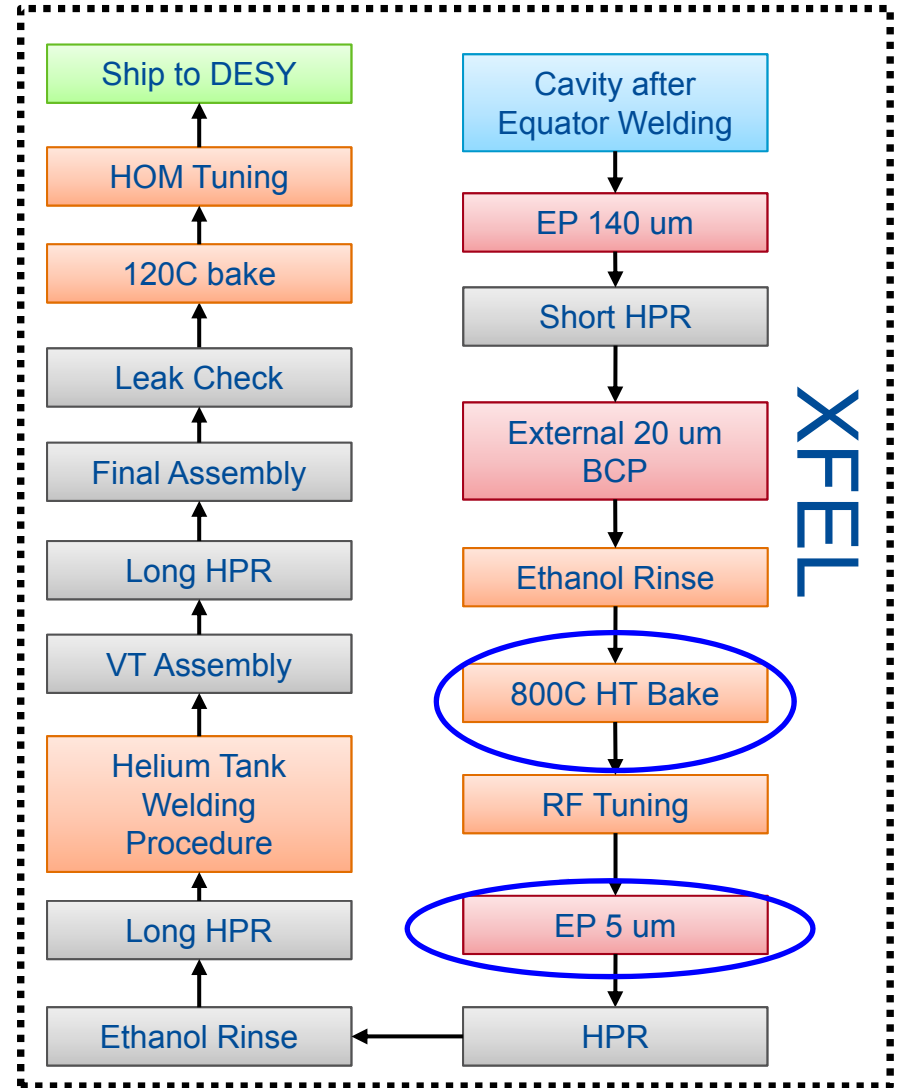 Cavity after
Equator Welding
EP 140 um
Short HPR
External 20 um
BCP
Ethanol Rinse
800C HT Bake
RF Tuning
EP 5 um
HPR
Ethanol Rinse
Long HPR
Helium Tank
Welding
Procedure
VT Assembly
Long HPR
Final Assembly
Leak Check
120C bake
HOM Tuning
Ship to DESY
XFEL